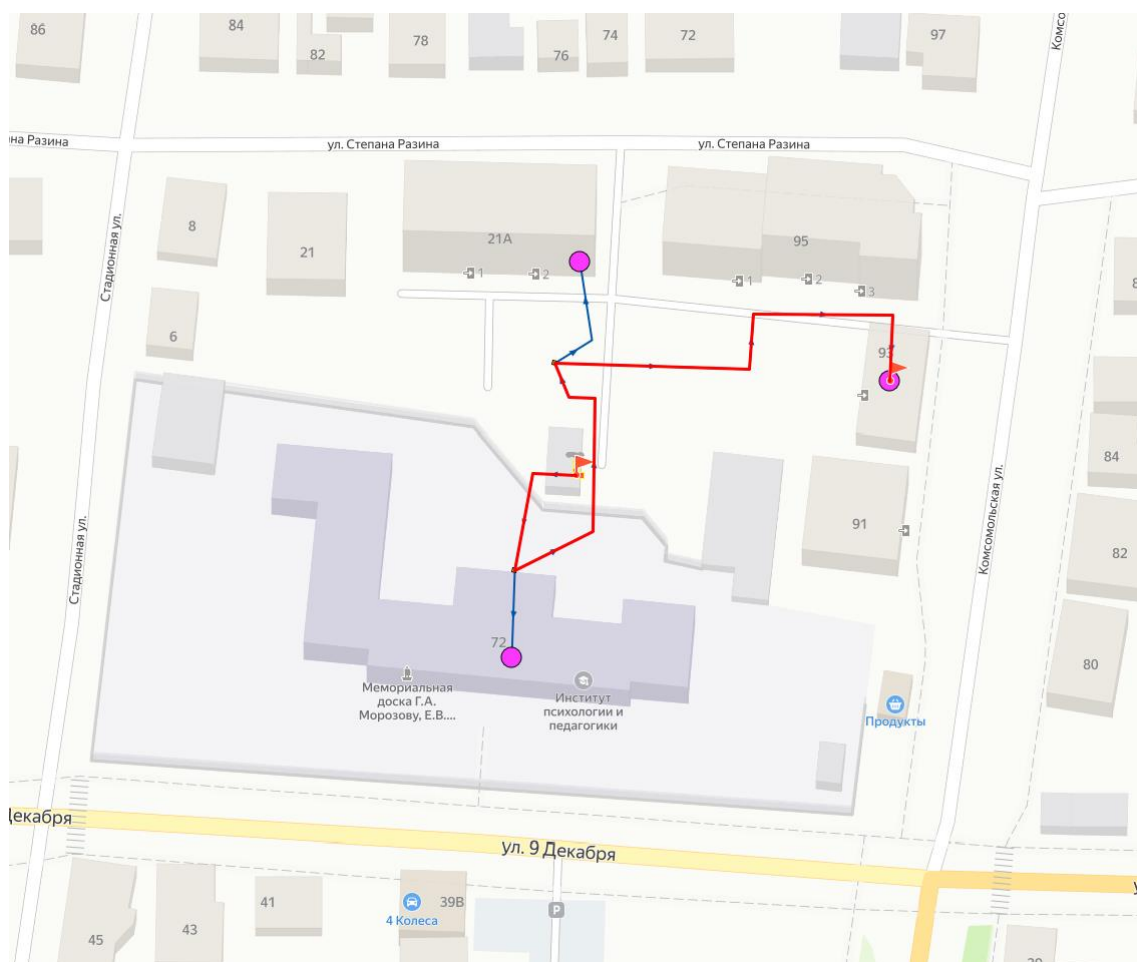 86
84
82
78
76
74
72
97
на Разина
ул. Степана Разина
ул. Степана Разина
Комсо
Стадионная ул.
8
21
21А
1
2
95
1
2
3
6
93
84
82
80
91
Комсомольская ул.
Стадионная ул.
72
Мемориальная
доска Г.А.
Морозову, Е.В....
Институт
психологии и
педагогики
Продукты
Декабря
ул. 9 Декабря
45
43
41
39В
4 Колеса
P